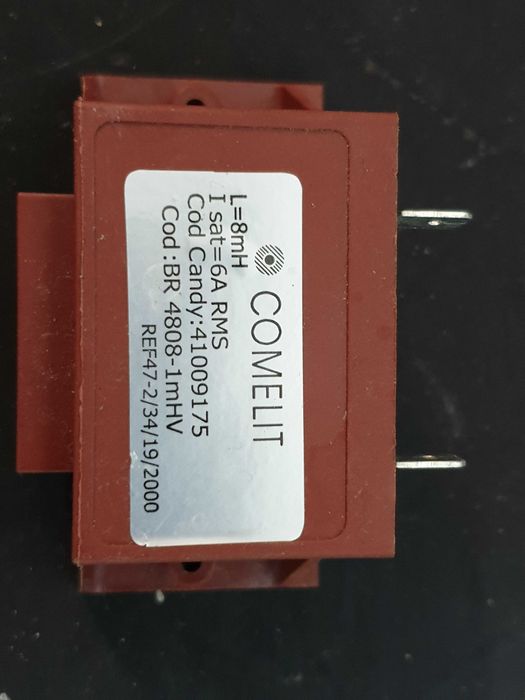 COMELIT
L=8mH
I sat=6A RMS
Cod Candy:41009175
Cod:BR 4808-1mHV
REF47-2/34/19/2000